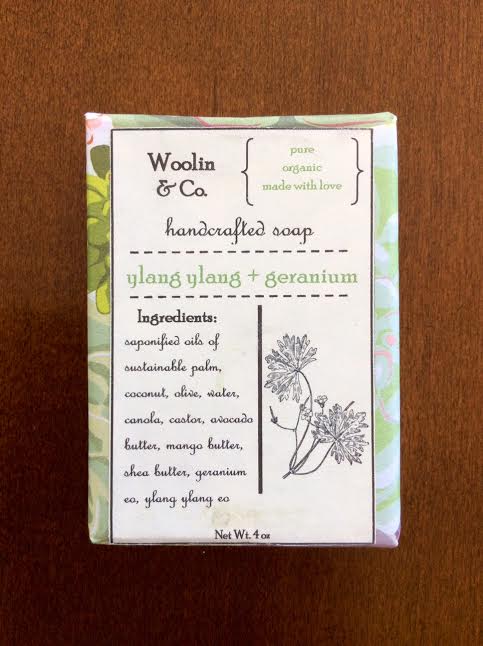 Woolin
& Co.
pure
organic
made with love
handcrafted soap
ylang ylang + geranium
Ingredients:
saponified oils of
sustainable palm,
coconut, olive, water,
canola, castor, avocado
butter, mango butter,
shea butter, geranium
eo, ylang ylang eo
Net Wt. 4 oz